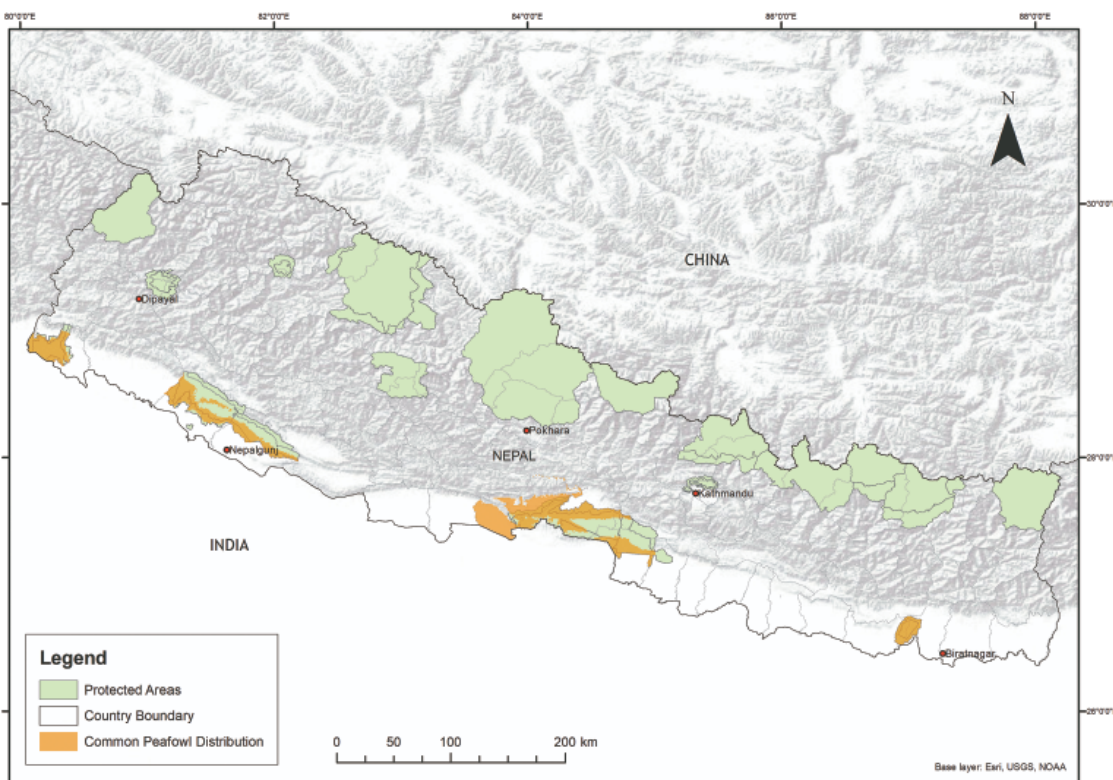 80°0'0"E 82°0'0"E 84°0'0"E 86°0'0"E 88°0'0"E
N
30°0'0"
CHINA
Dipayal
Pokhara
Nepalgunj
NEPAL
28°0'0"
Kathmandu
INDIA
Biratnagar
Legend
Protected Areas
Country Boundary
Common Peafowl Distribution
26°0'0"
0 50 100 200 km
Base layer: Esri, USGS, NOAA